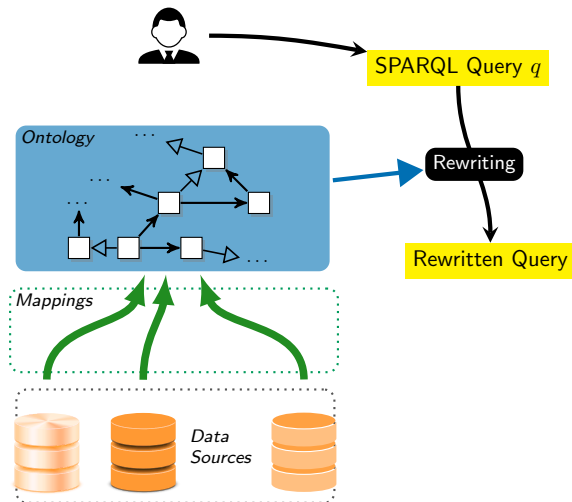 SPARQL Query q
Ontology
...
Rewriting
...
...
Rewritten Query
...
Mappings
Data
Sources